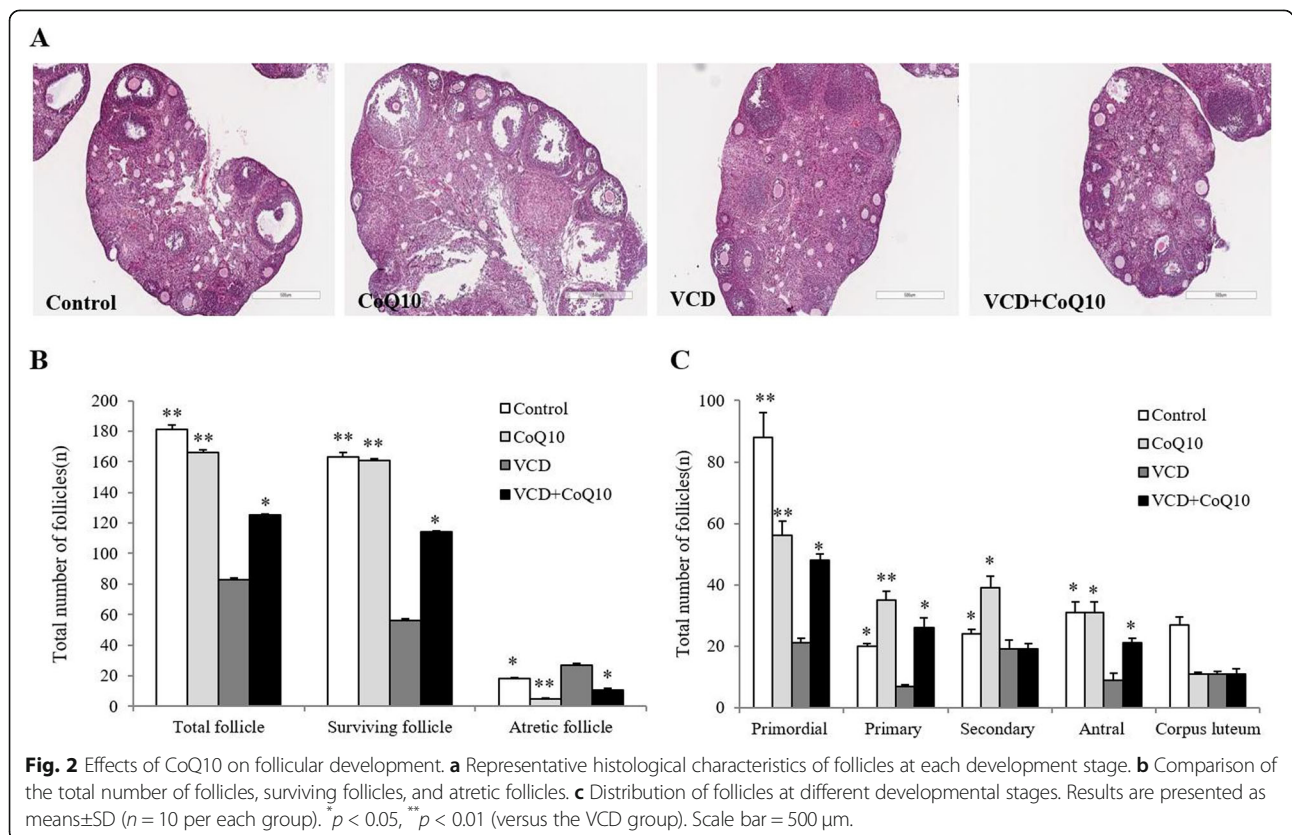 A
Control
500μm
CoQ10
VCD
500μm
VCD+CoQ10
500μm
B
Total number of follicles(n)
200
180
160
140
120
100
80
60
40
20
0
** ** *
** ** *
* ** *
Control
CoQ10
VCD
VCD+CoQ10
Total follicle Surviving follicle Atretic follicle
C
Total number of follicles(n)
100
80
60
40
20
0
** ** *
* ** *
* *
* * *
Control
CoQ10
VCD
VCD+CoQ10
Primordial Primary Secondary Antral Corpus luteum
Fig. 2 Effects of CoQ10 on follicular development. a Representative histological characteristics of follicles at each development stage. b Comparison of
the total number of follicles, surviving follicles, and atretic follicles. c Distribution of follicles at different developmental stages. Results are presented as
means±SD (n = 10 per each group). *p < 0.05, **p < 0.01 (versus the VCD group). Scale bar = 500 μm.